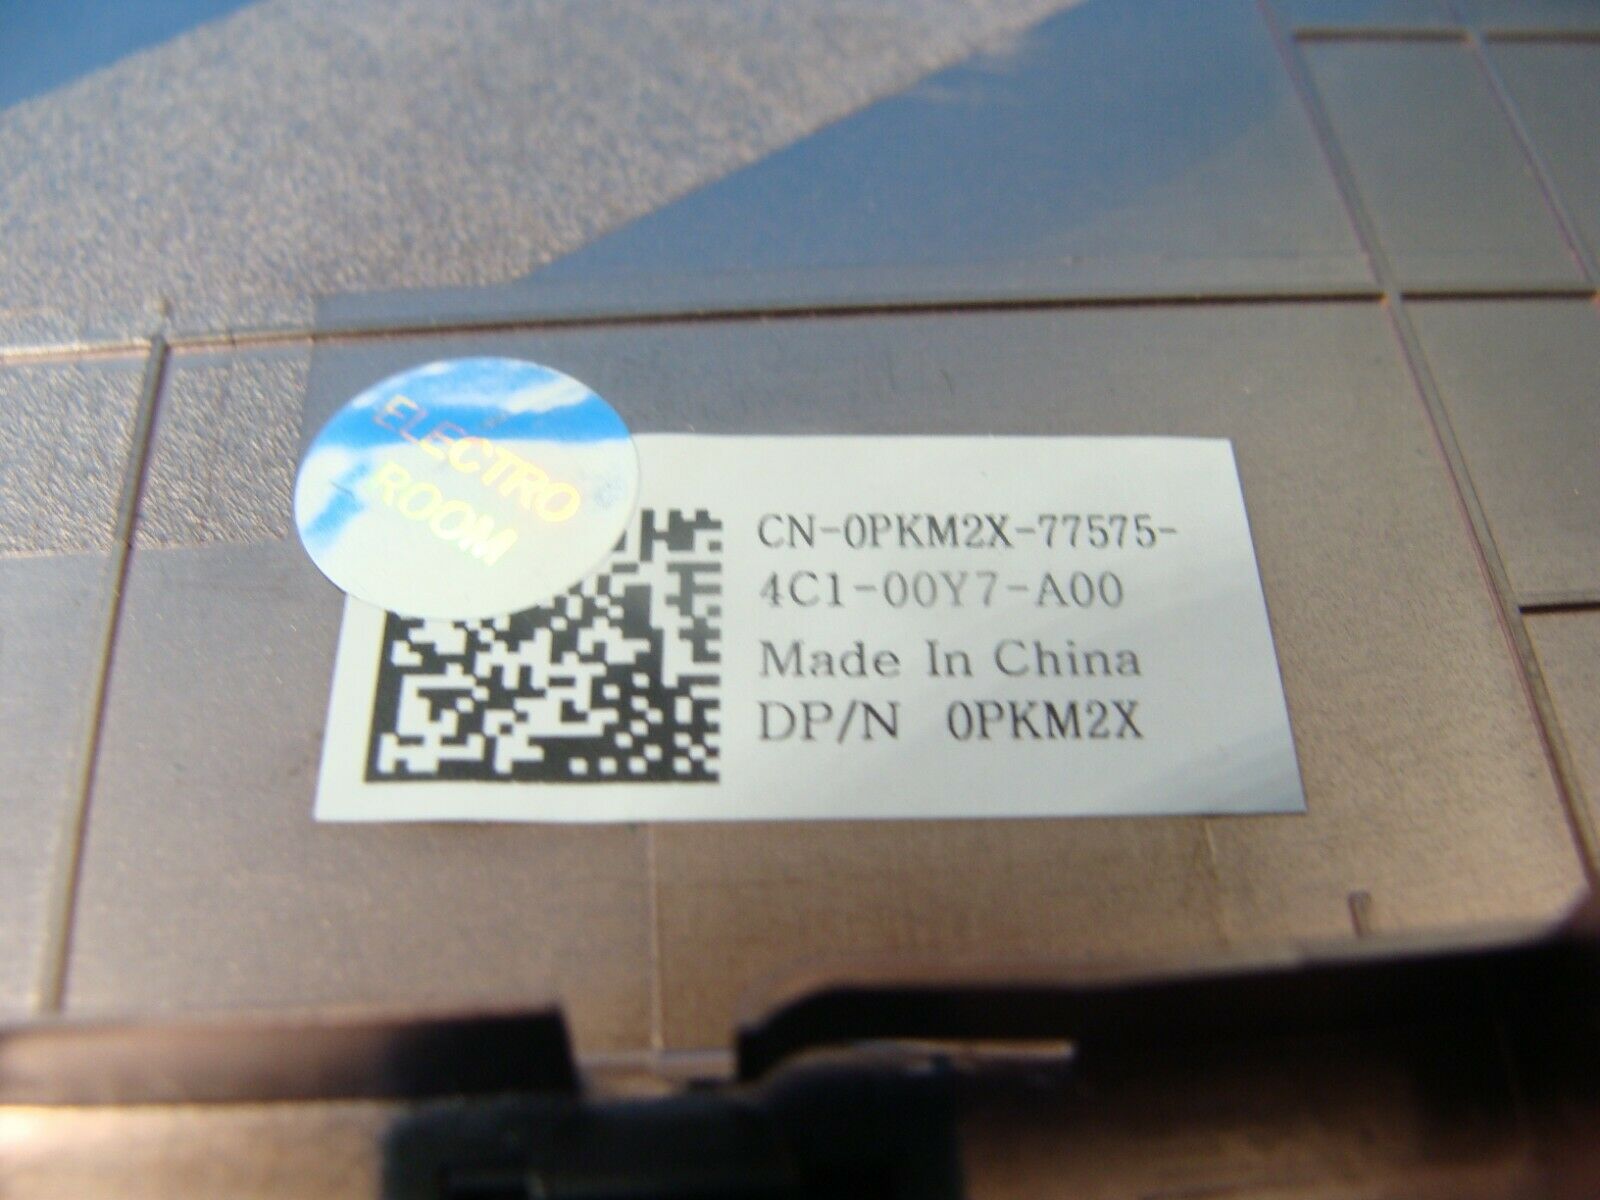 ELECTRO
ROOM
CN-0PKM2X-77575-
4C1-00Y7-A00
Made In China
DP/N 0PKM2X